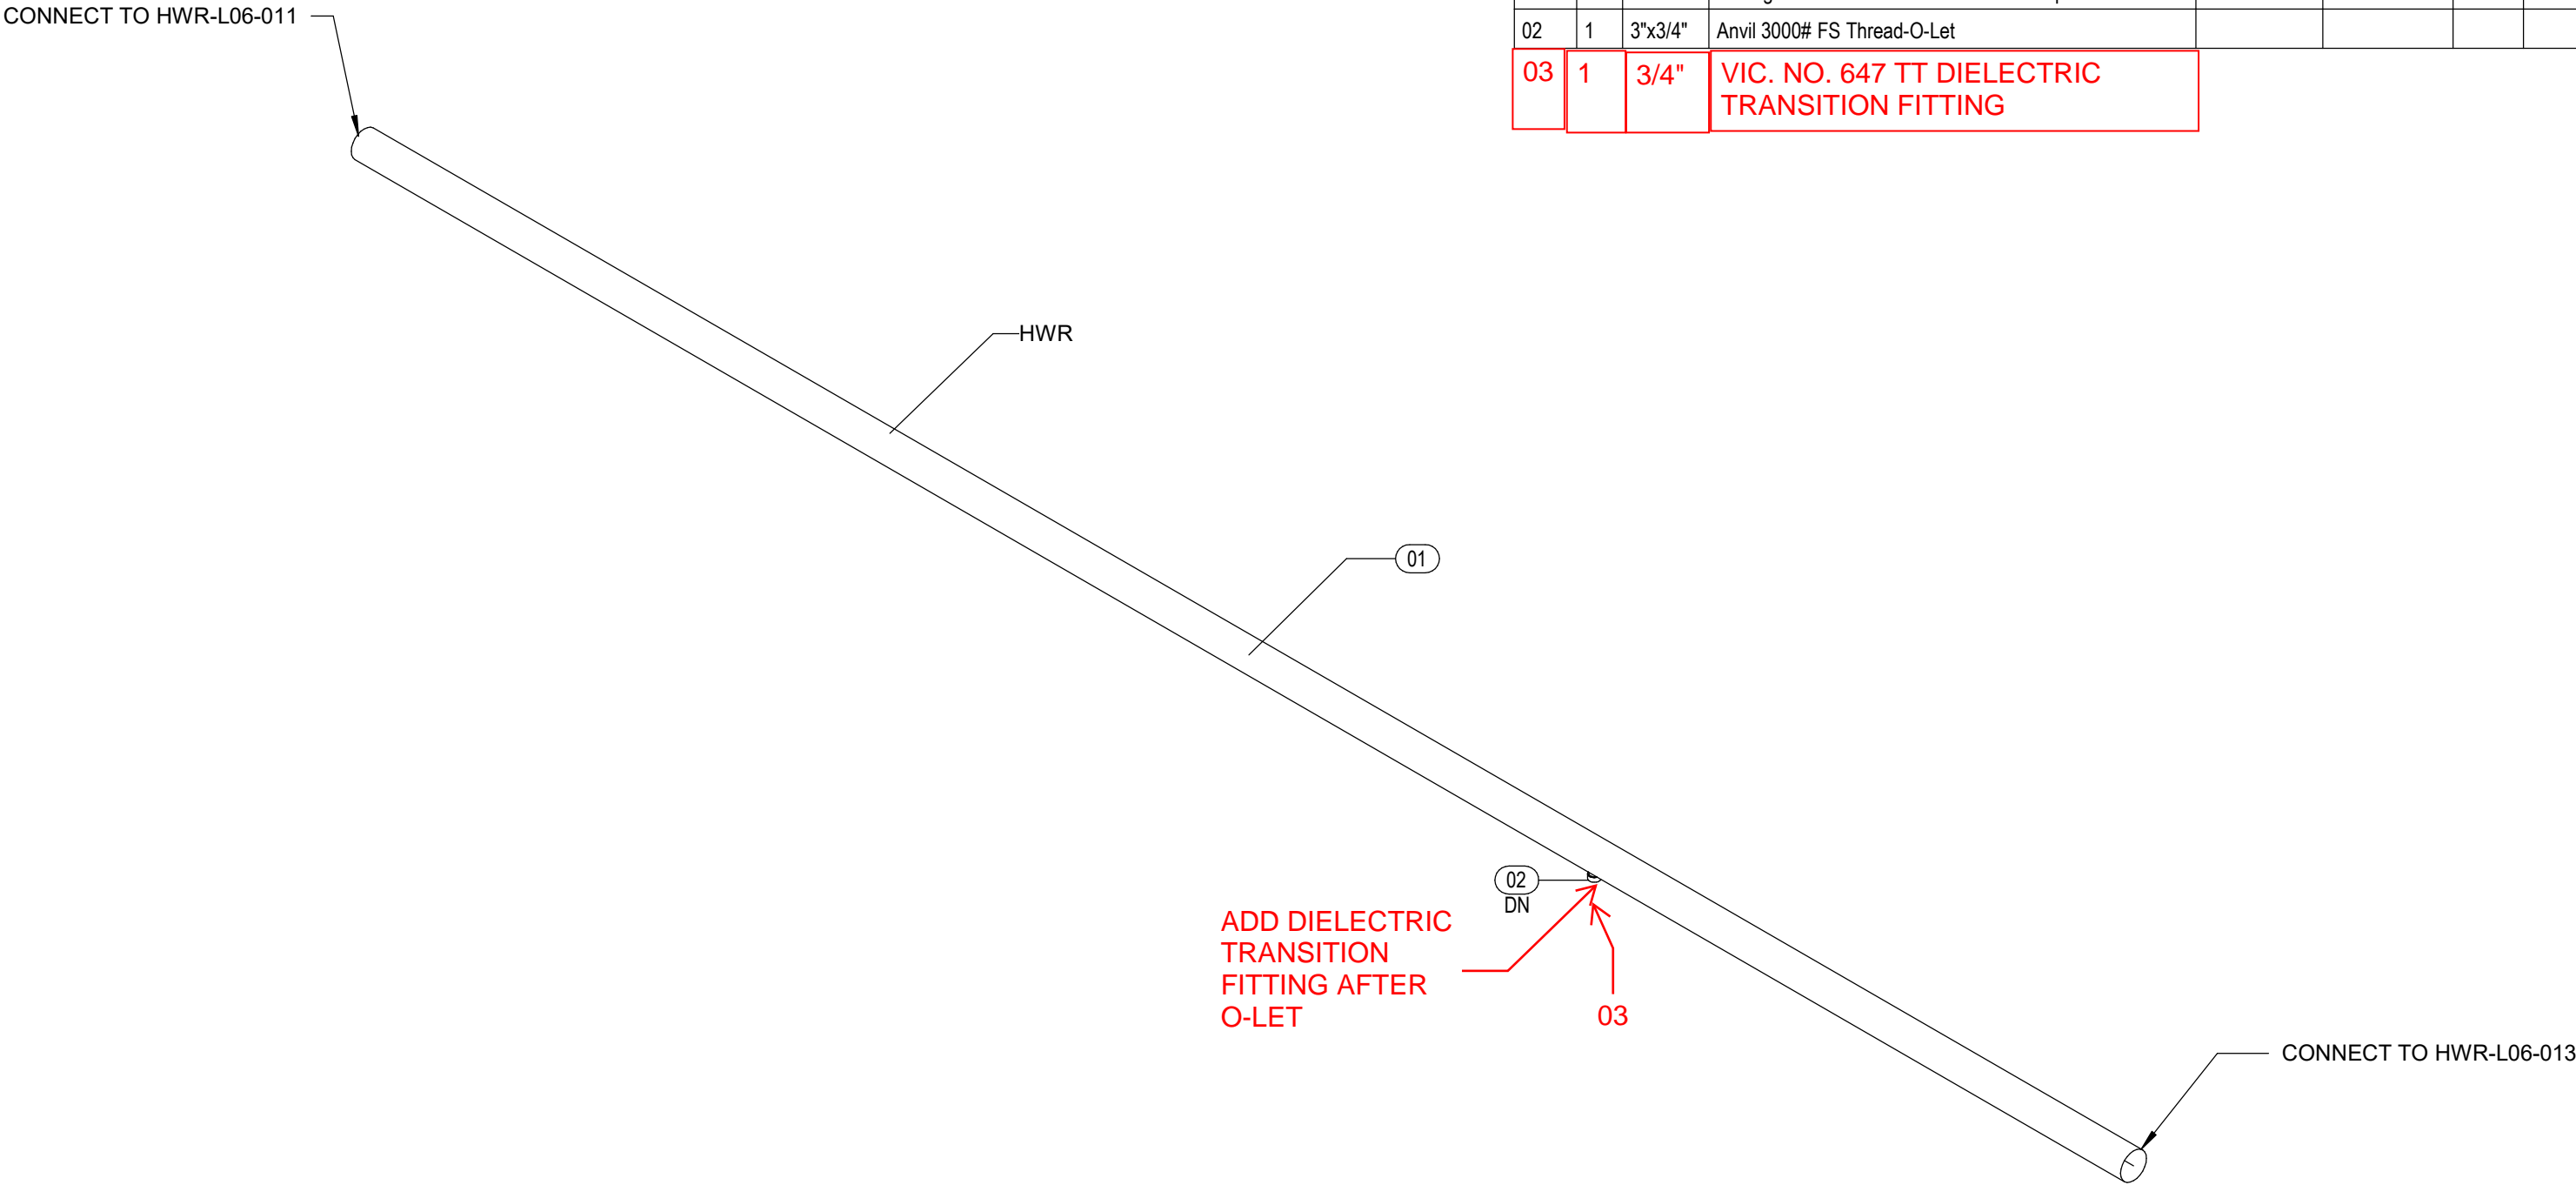 CONNECT TO HWR-L06-011
02 1 3"x3/4" Anvil 3000# FS Thread-O-Let
03 1 3/4" VIC. NO. 647 TT DIELECTRIC
TRANSITION FITTING
HWR
01
02
DN
ADD DIELECTRIC
TRANSITION
FITTING AFTER
O-LET
03
CONNECT TO HWR-L06-013